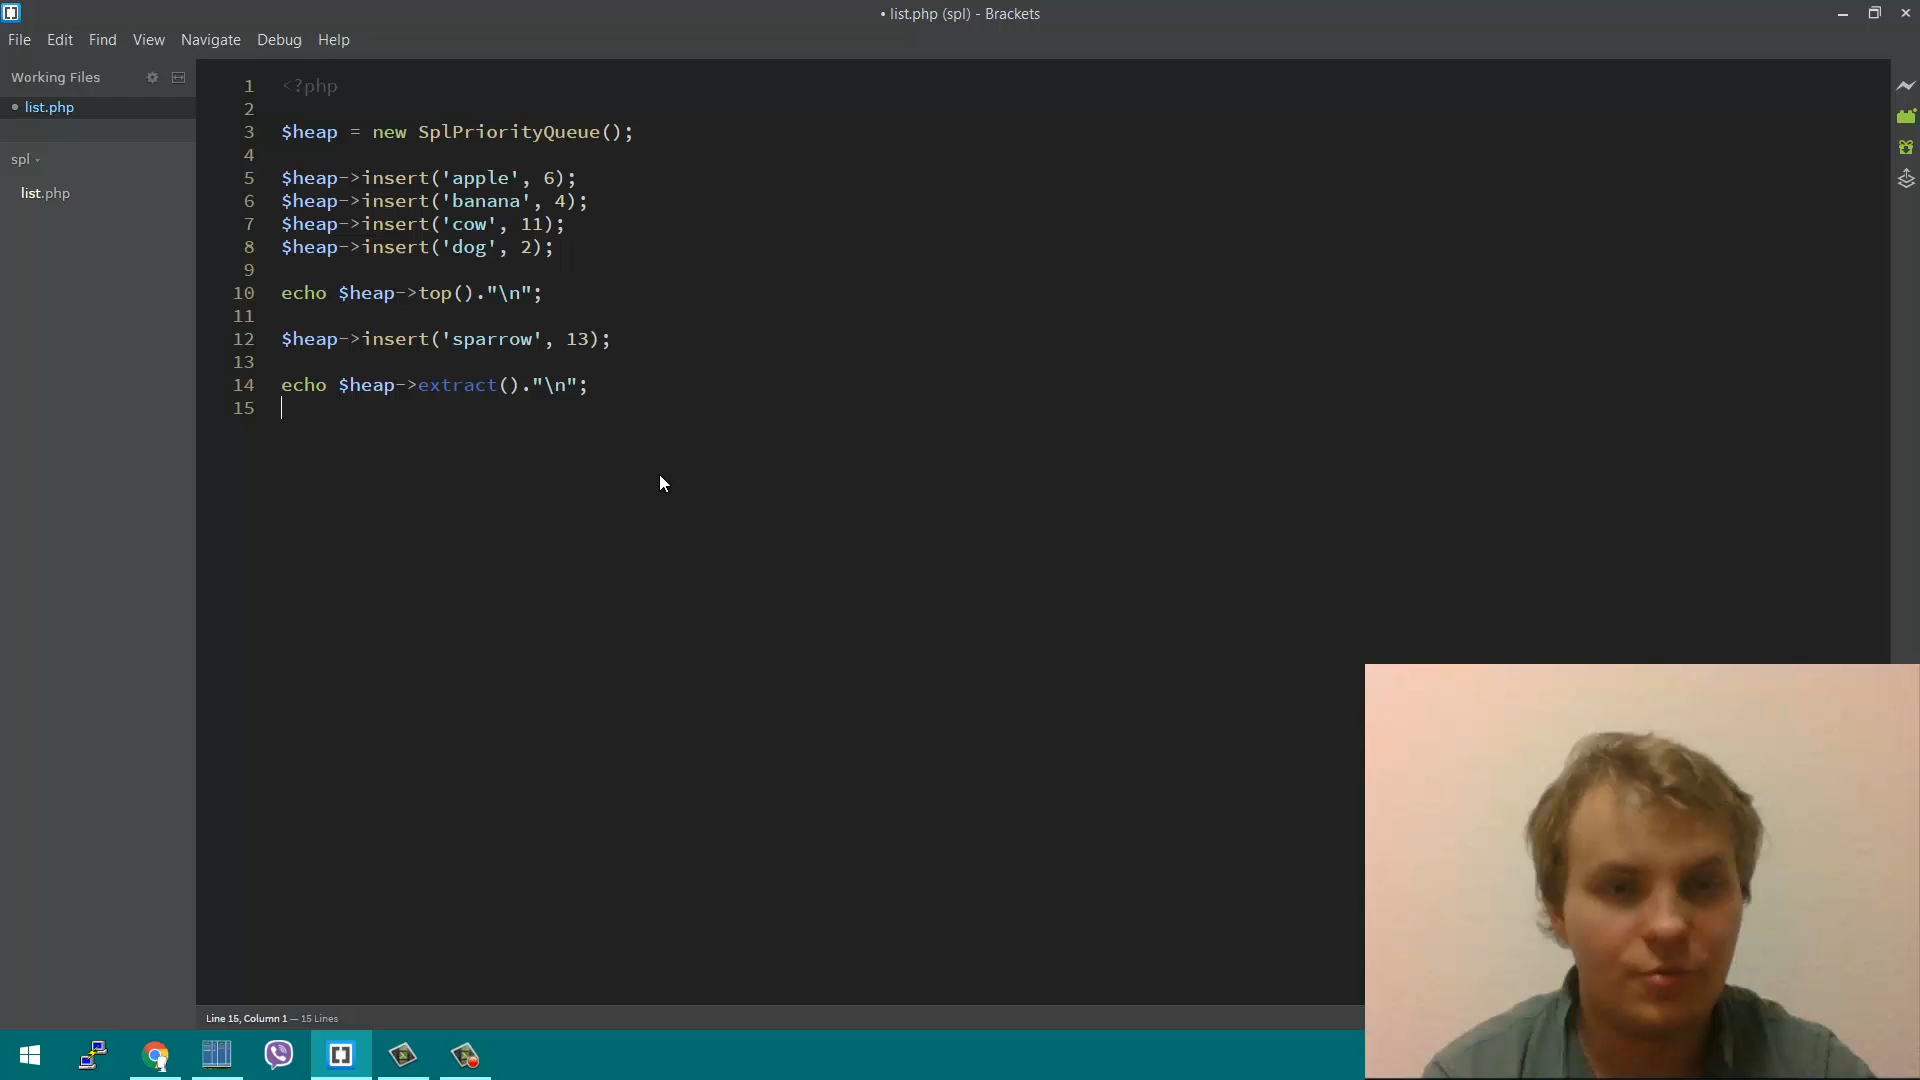 • list.php (spl) - Brackets
File Edit Find View Navigate Debug Help
Working Files
list.php
spl
list.php
1 <?php
2
3 $heap = new SplPriorityQueue();
4
5 $heap->insert('apple', 6);
6 $heap->insert('banana', 4);
7 $heap->insert('cow', 11);
8 $heap->insert('dog', 2);
9
10 echo $heap->top()."\n";
11
12 $heap->insert('sparrow', 13);
13
14 echo $heap->extract()."\n";
15
Line 15, Column 1 — 15 Lines